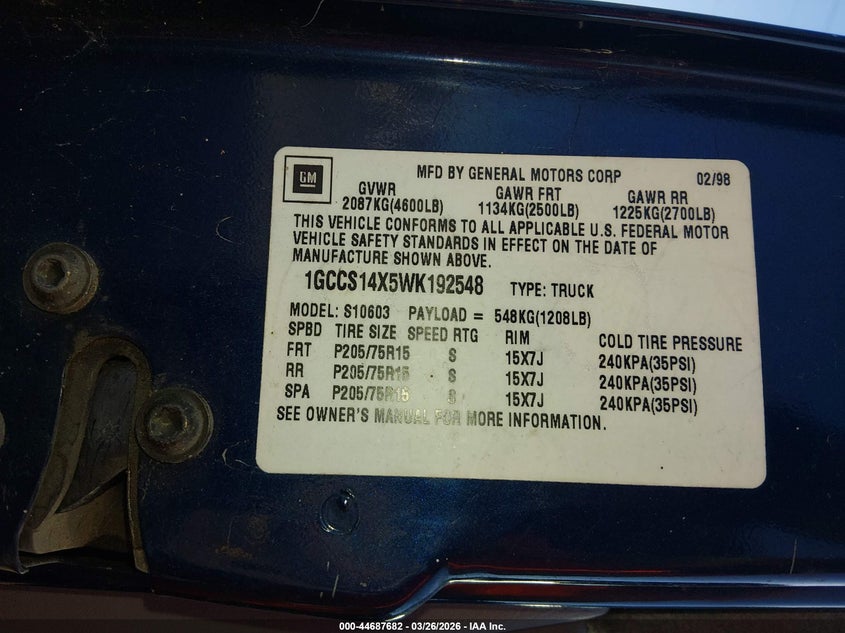 GM
MFD BY GENERAL MOTORS CORP 02/98
GVWR GAWR FRT GAWR RR
2087KG(4600LB) 1134KG(2500LB) 1225KG(2700LB)
THIS VEHICLE CONFORMS TO ALL APPLICABLE U.S. FEDERAL MOTOR
VEHICLE SAFETY STANDARDS IN EFFECT ON THE DATE OF
MANUFACTURE SHOWN ABOVE.
1GCCS14X5WK192548 TYPE: TRUCK
MODEL: S10603 PAYLOAD = 548KG(1208LB)
SPBD TIRE SIZE SPEED RTG RIM COLD TIRE PRESSURE
FRT P205/75R15 S 15X7J 240KPA(35PSI)
RR P205/75R15 S 15X7J 240KPA(35PSI)
SPA P205/75R15 S 15X7J 240KPA(35PSI)
SEE OWNER'S MANUAL FOR MORE INFORMATION.
000-44687682 - 03/26/2026 - IAA Inc.